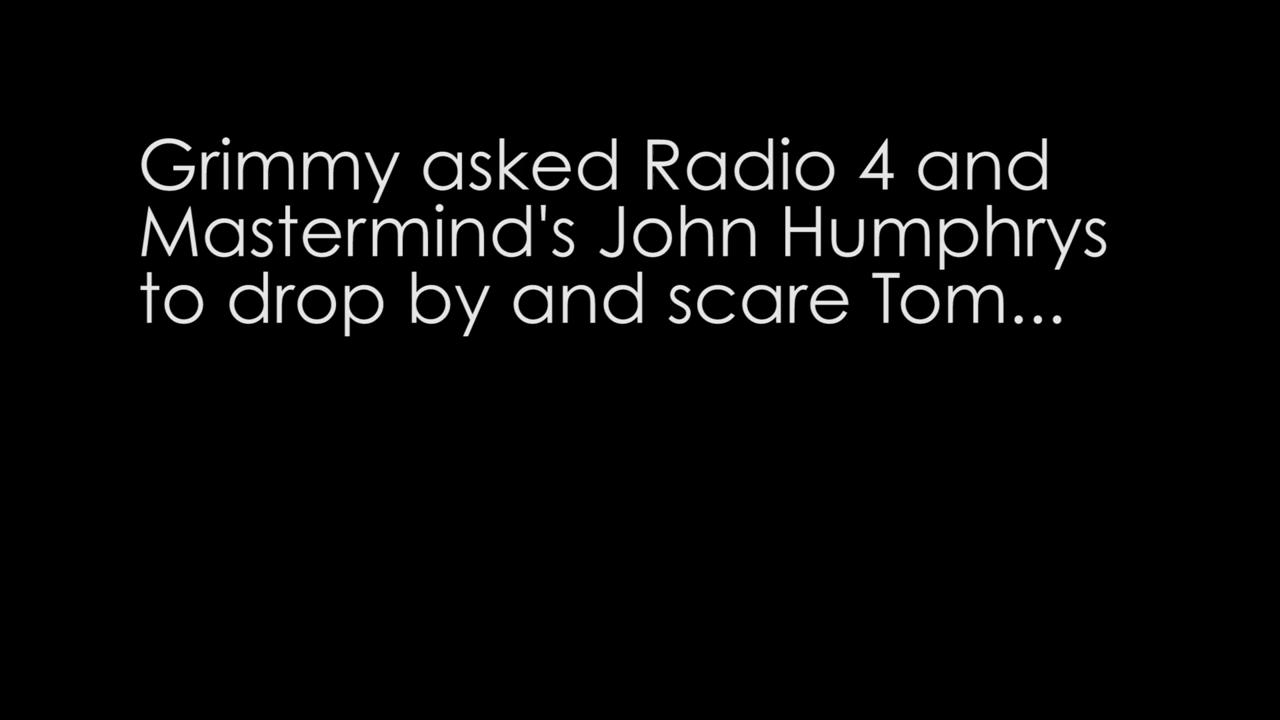 Grimmy asked Radio 4 and
Mastermind's John Humphrys
to drop by and scare Tom...